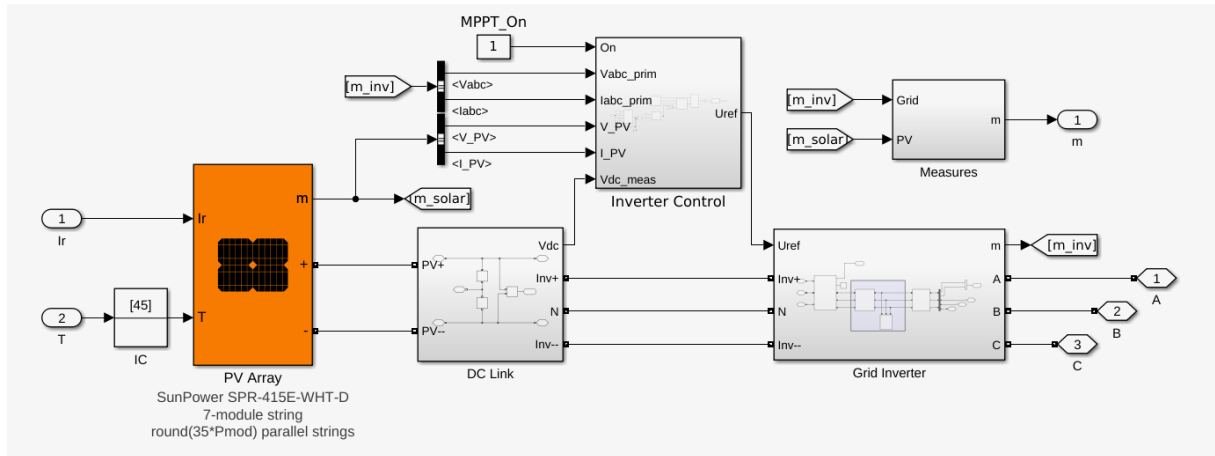 MPPT_On
1
On
[m_inv]
<Vabc>
Vabc_prim
<Iabc>
Iabc_prim
<V_PV>
V_PV
<I_PV>
I_PV
Vdc_meas
Uref
Inverter Control
[m_inv]
Grid
[m_solar]
PV
m
1
m
Measures
1
Ir
2
T
[45]
IC
Ir
T
m
+
-
[m_solar]
PV Array
SunPower SPR-415E-WHT-D
7-module string
round(35*Pmod) parallel strings
PV+
PV--
Vdc
Inv+
N
Inv--
DC Link
Uref
Inv+
N
Inv--
m
A
B
C
Grid Inverter
[m_inv]
1
A
2
B
3
C